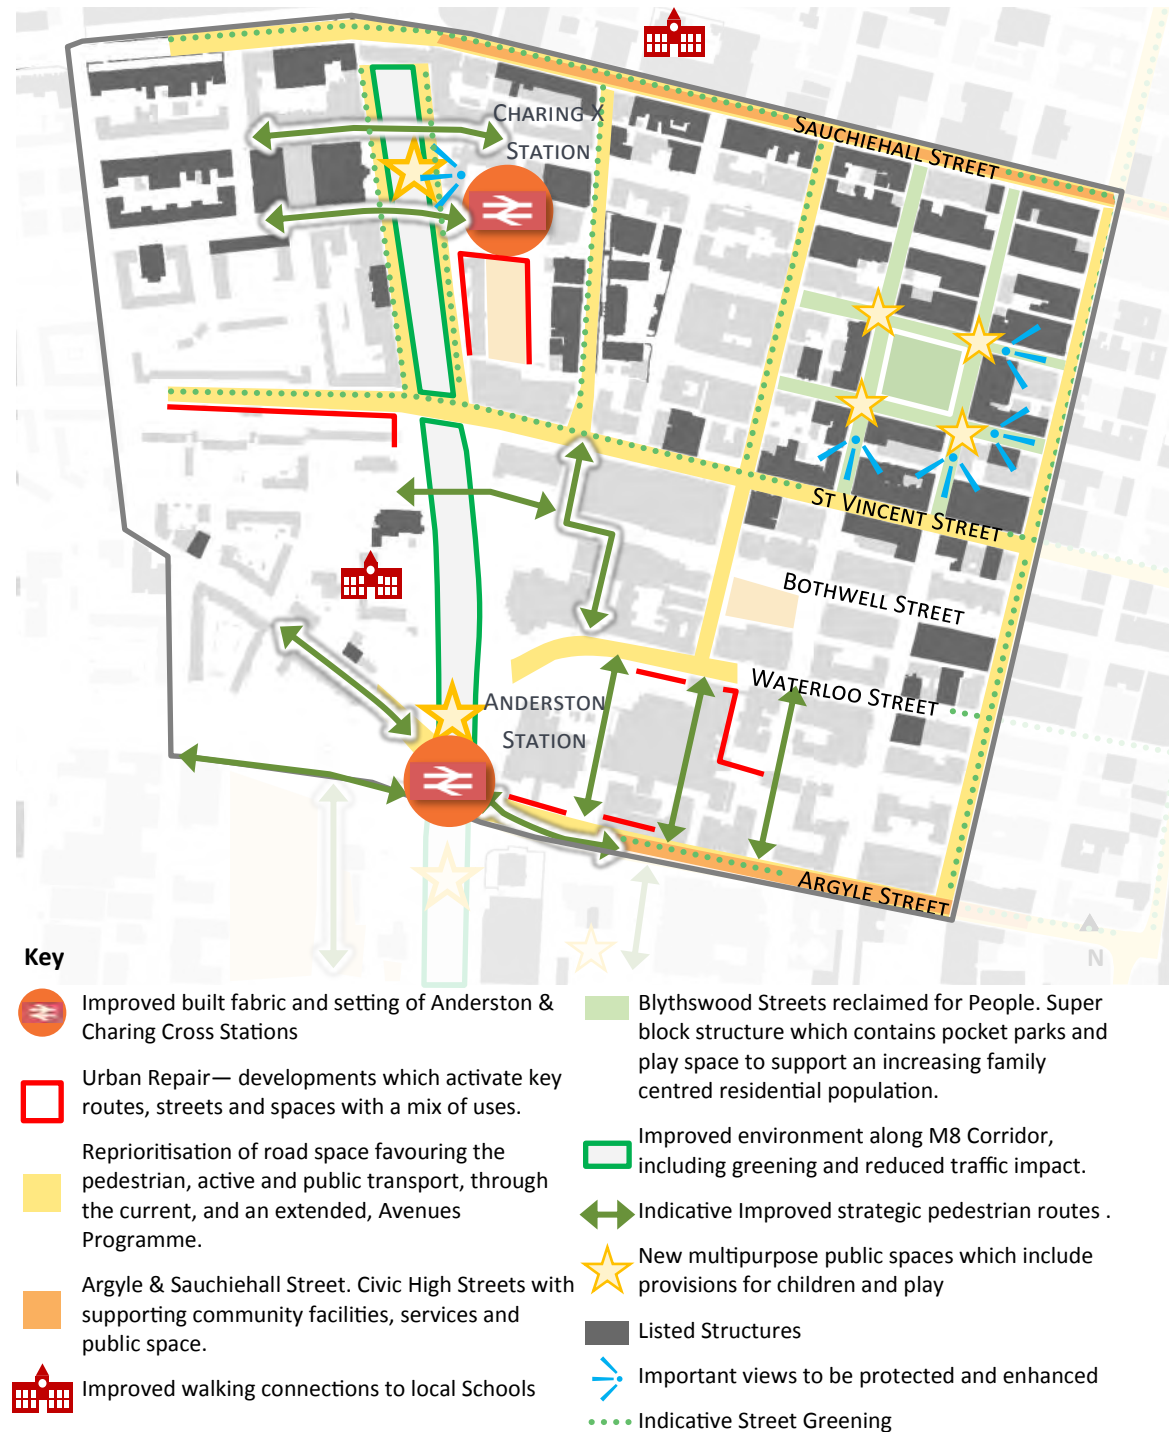 CHARING X
STATION
SAUCHIEHALL STREET
ST VINCENT STREET
BOTHWELL STREET
WATERLOO STREET
ANDERSTON
STATION
ARGYLE STREET
N
Key
Improved built fabric and setting of Anderston &
Charing Cross Stations
Urban Repair— developments which activate key
routes, streets and spaces with a mix of uses.
Reprioritisation of road space favouring the
pedestrian, active and public transport, through
the current, and an extended, Avenues
Programme.
Argyle & Sauchiehall Street. Civic High Streets with
supporting community facilities, services and
public space.
Improved walking connections to local Schools
Blythswood Streets reclaimed for People. Super
block structure which contains pocket parks and
play space to support an increasing family
centred residential population.
Improved environment along M8 Corridor,
including greening and reduced traffic impact.
Indicative Improved strategic pedestrian routes .
New multipurpose public spaces which include
provisions for children and play
Listed Structures
Important views to be protected and enhanced
Indicative Street Greening